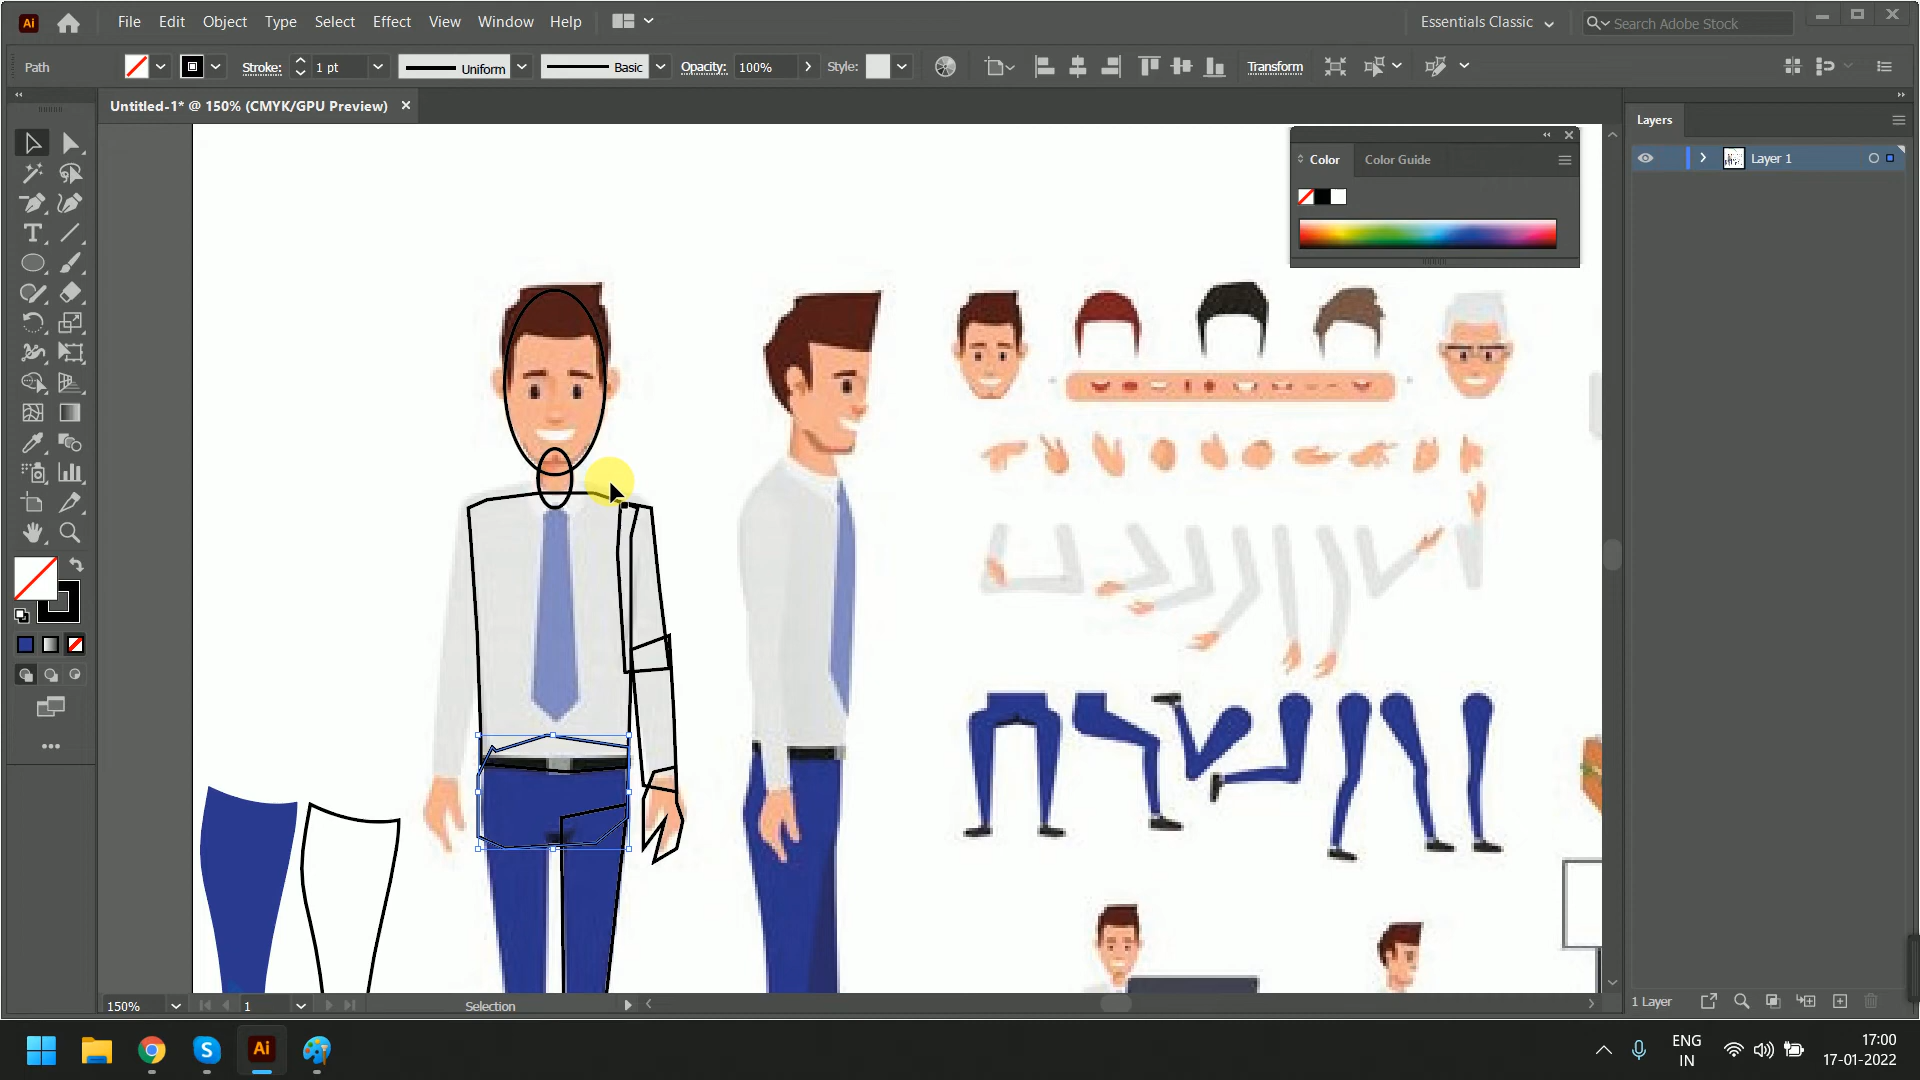 Ai File Edit Object Type Select Effect View Window Help Essentials Classic Search Adobe Stock
Path Stroke: 1 pt Uniform Basic Opacity: 100% Style: Transform
Untitled-1* @ 150% (CMYK/GPU Preview)
Layers
Color Color Guide
Layer 1
150% 1 Selection 1 Layer
Ai ENG 17:00
IN 17-01-2022